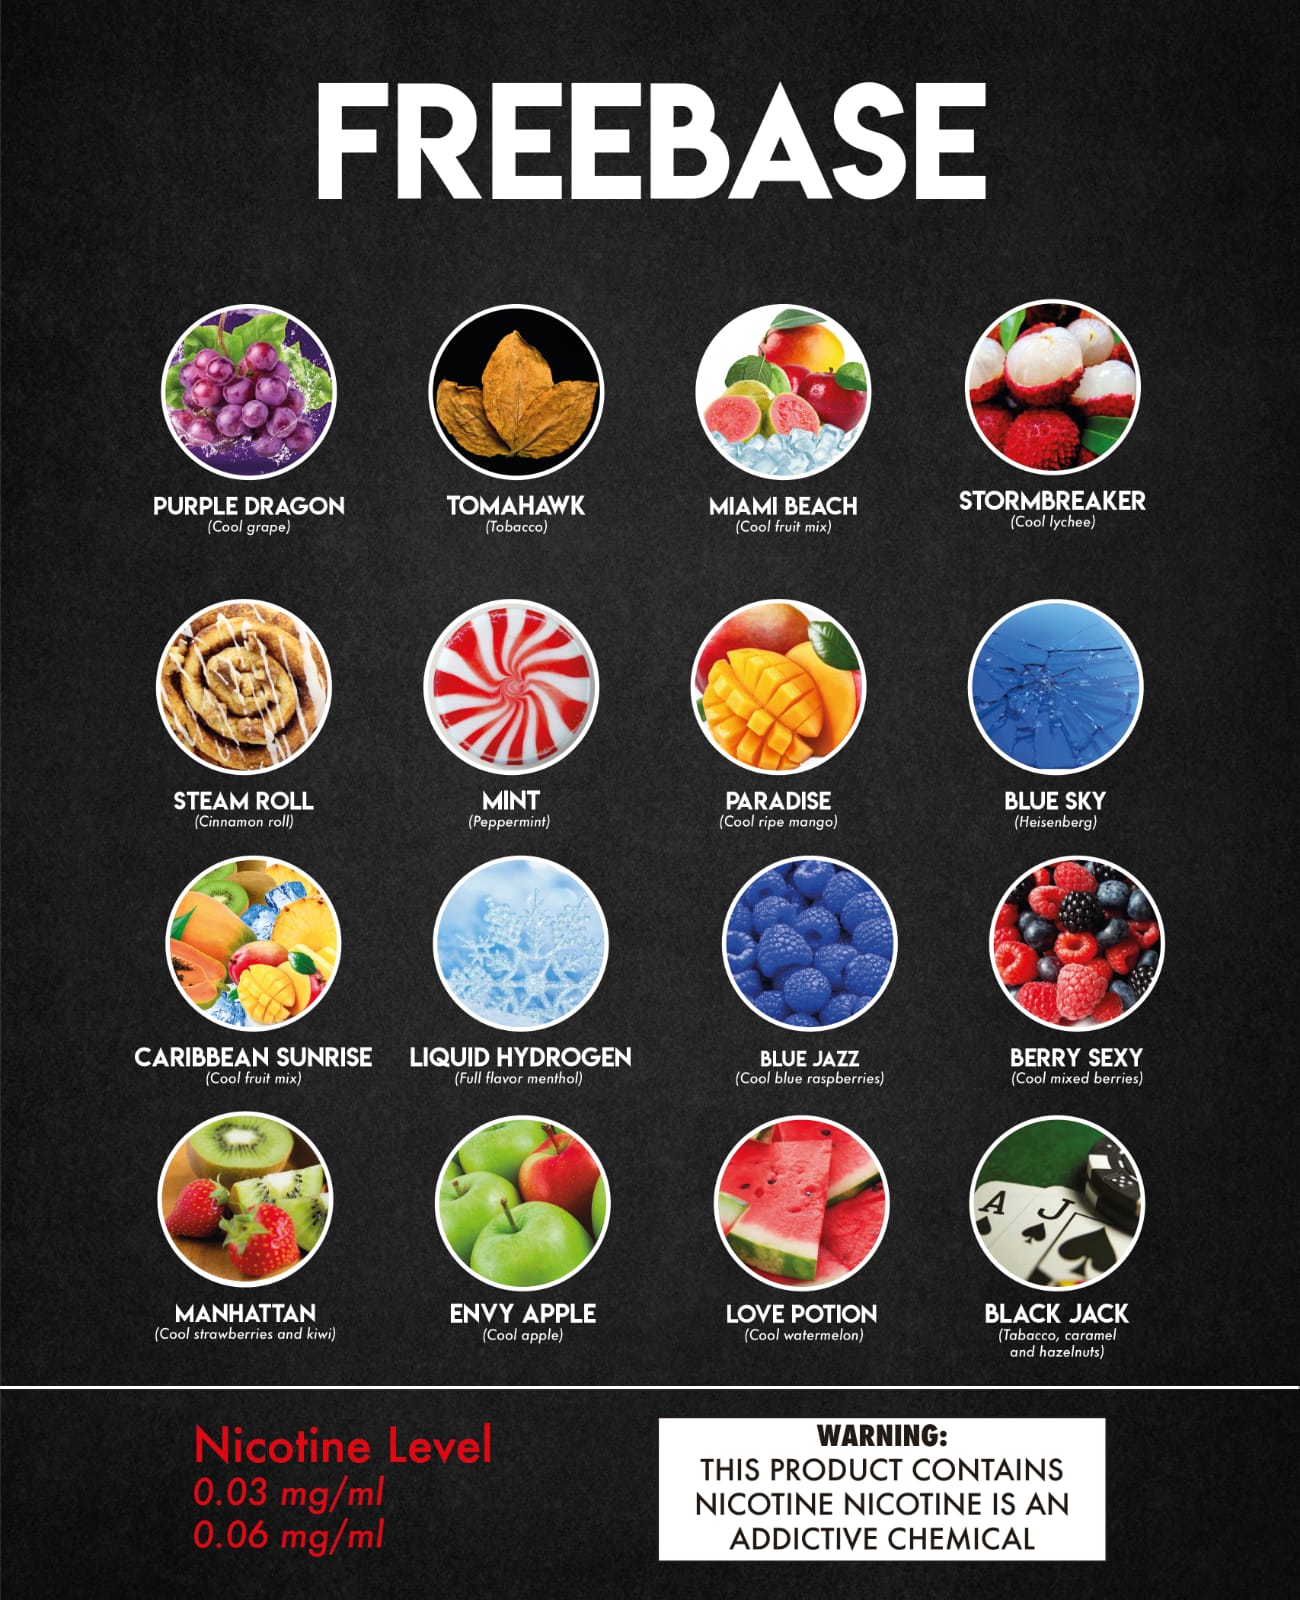 FREEBASE
PURPLE DRAGON
(Cool grape)
TOMAHAWK
(Tobacco)
MIAMI BEACH
(Cool fruit mix)
STORMBREAKER
(Cool lychee)
STEAM ROLL
(Cinnamon roll)
MINT
(Peppermint)
PARADISE
(Cool ripe mango)
BLUE SKY
(Heisenberg)
CARIBBEAN SUNRISE
(Cool fruit mix)
LIQUID HYDROGEN
(Full flavor menthol)
BLUE JAZZ
(Cool blue raspberries)
BERRY SEXY
(Cool mixed berries)
MANHATTAN
(Cool strawberries and kiwi)
ENVY APPLE
(Cool apple)
LOVE POTION
(Cool watermelon)
A J
BLACK JACK
(Tabacco, caramel
and hazelnuts)
Nicotine Level
0.03 mg/ml
0.06 mg/ml
WARNING:
THIS PRODUCT CONTAINS
NICOTINE NICOTINE IS AN
ADDICTIVE CHEMICAL